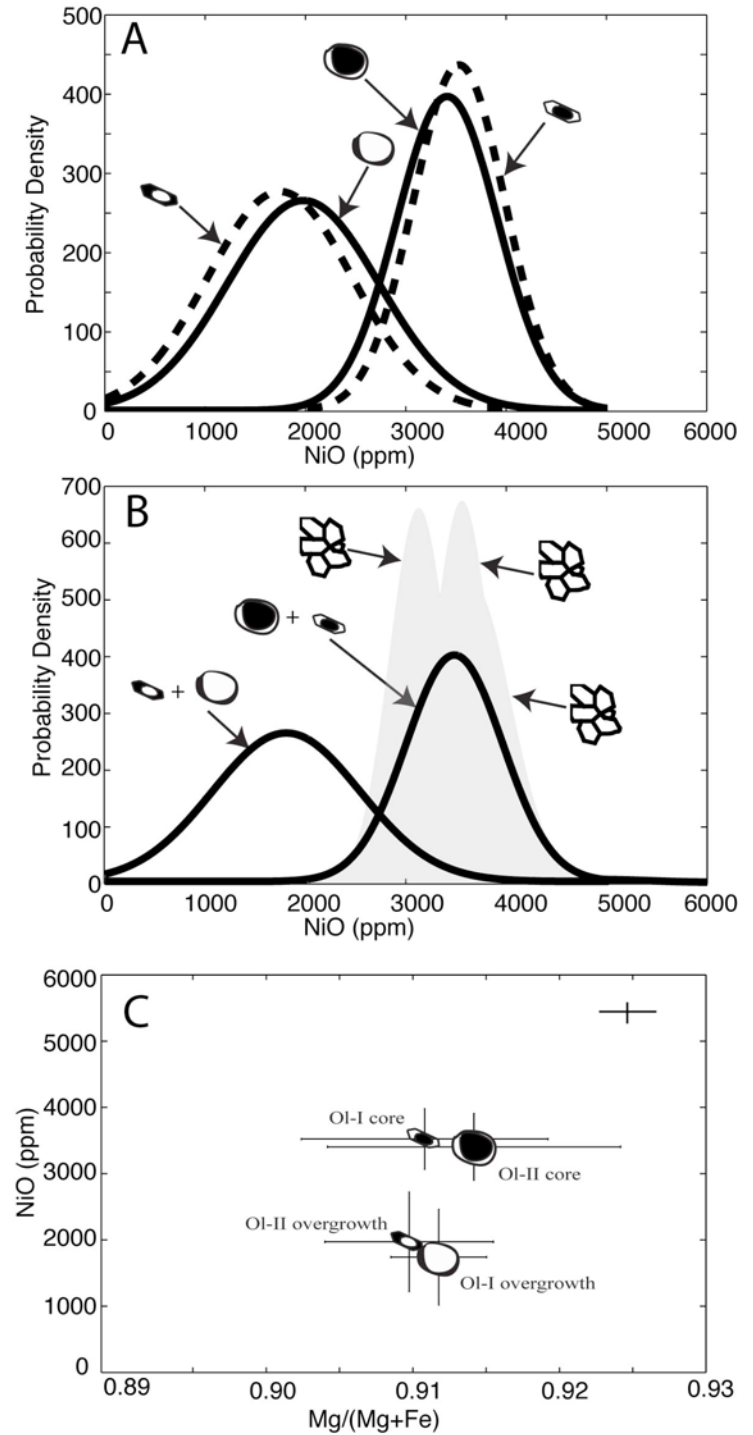 A
500
400
300
200
100
0
Probability Density
0 1000 2000 3000 4000 5000 6000
NiO (ppm)
B
700
600
500
400
300
200
100
0
+
+
Probability Density
0 1000 2000 3000 4000 5000 6000
NiO (ppm)
C
6000
5000
4000
3000
2000
1000
0
NiO (ppm)
Ol-I core
Ol-II core
Ol-II overgrowth
Ol-I overgrowth
0.89 0.90 0.91 0.92 0.93
Mg/(Mg+Fe)